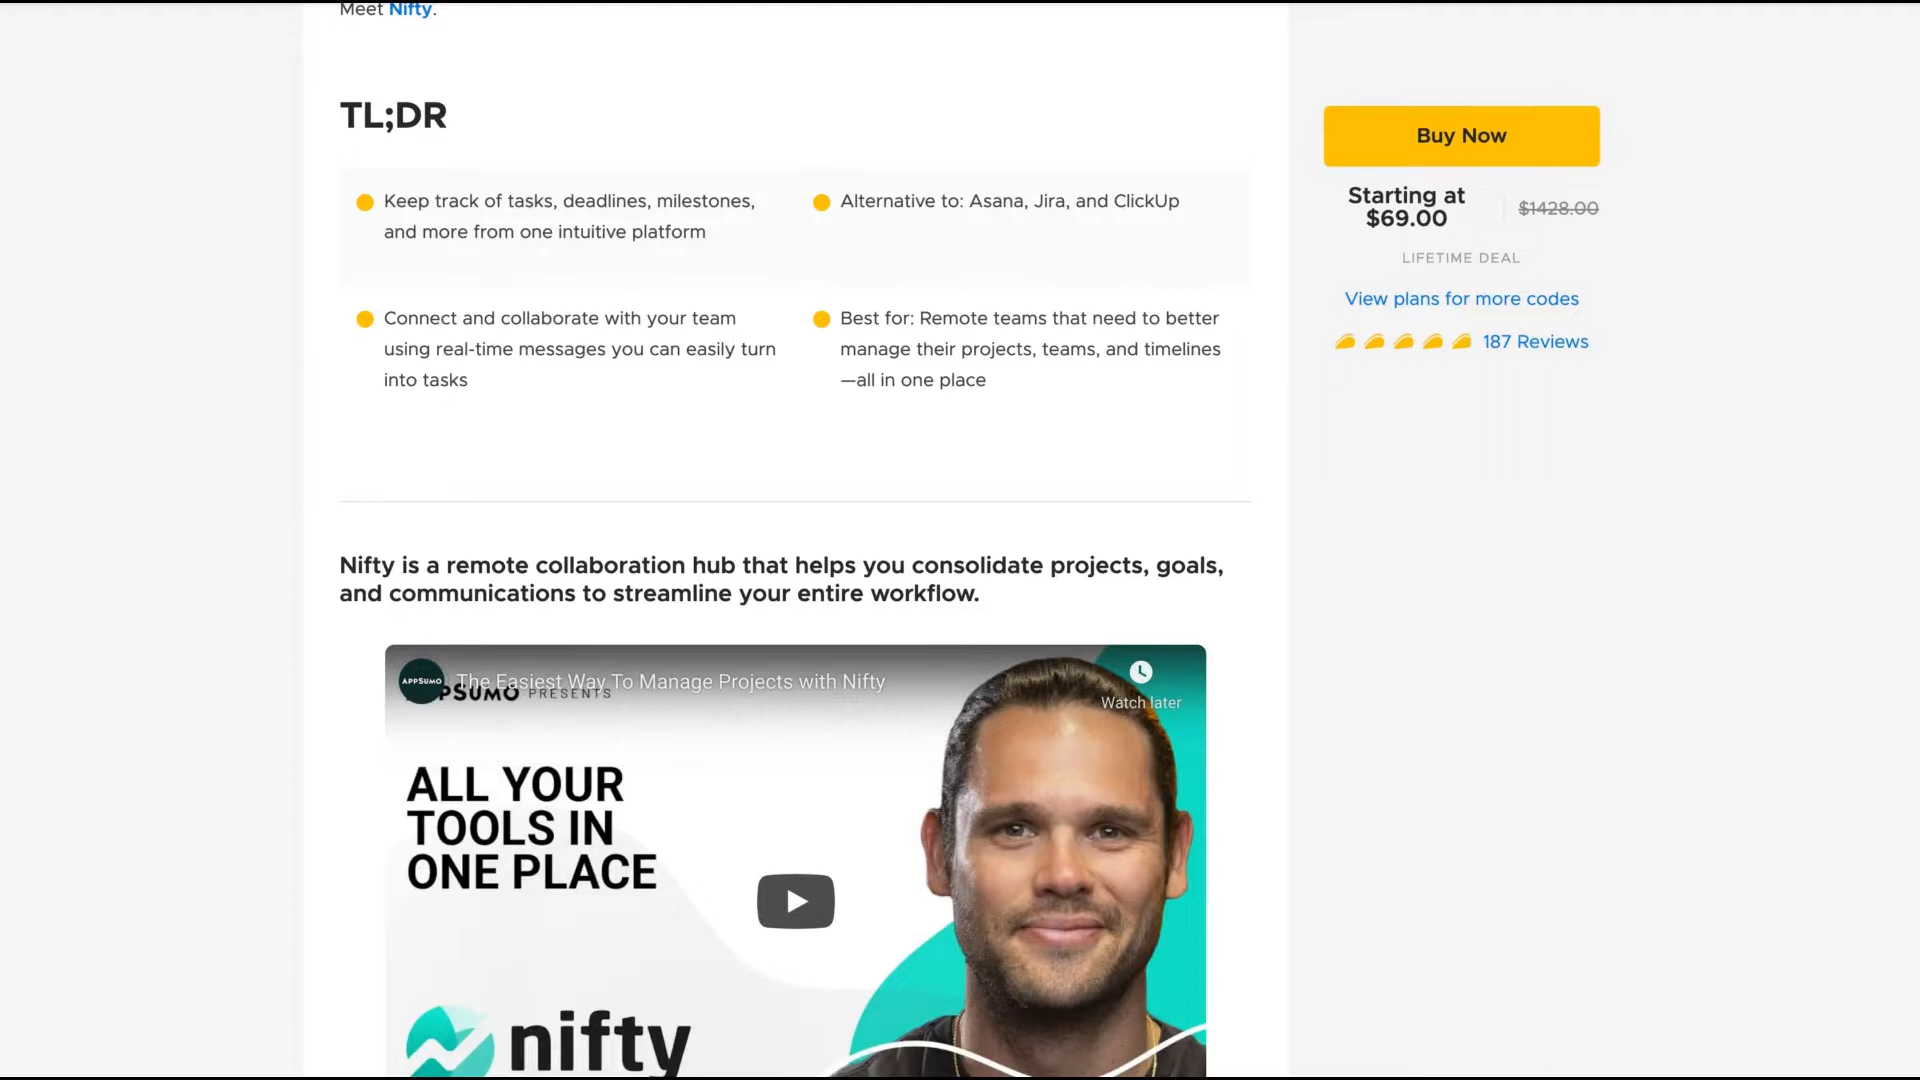 Meet Nifty.
TL;DR
Keep track of tasks, deadlines, milestones,
and more from one intuitive platform
Alternative to: Asana, Jira, and ClickUp
Connect and collaborate with your team
using real-time messages you can easily turn
into tasks
Best for: Remote teams that need to better
manage their projects, teams, and timelines
—all in one place
Nifty is a remote collaboration hub that helps you consolidate projects, goals,
and communications to streamline your entire workflow.
APPSUMO
The Easiest Way To Manage Projects with Nifty
PSUMO PRESENTS
Watch later
ALL YOUR
TOOLS IN
ONE PLACE
nifty
Buy Now
Starting at
$69.00
$1428.00
LIFETIME DEAL
View plans for more codes
187 Reviews